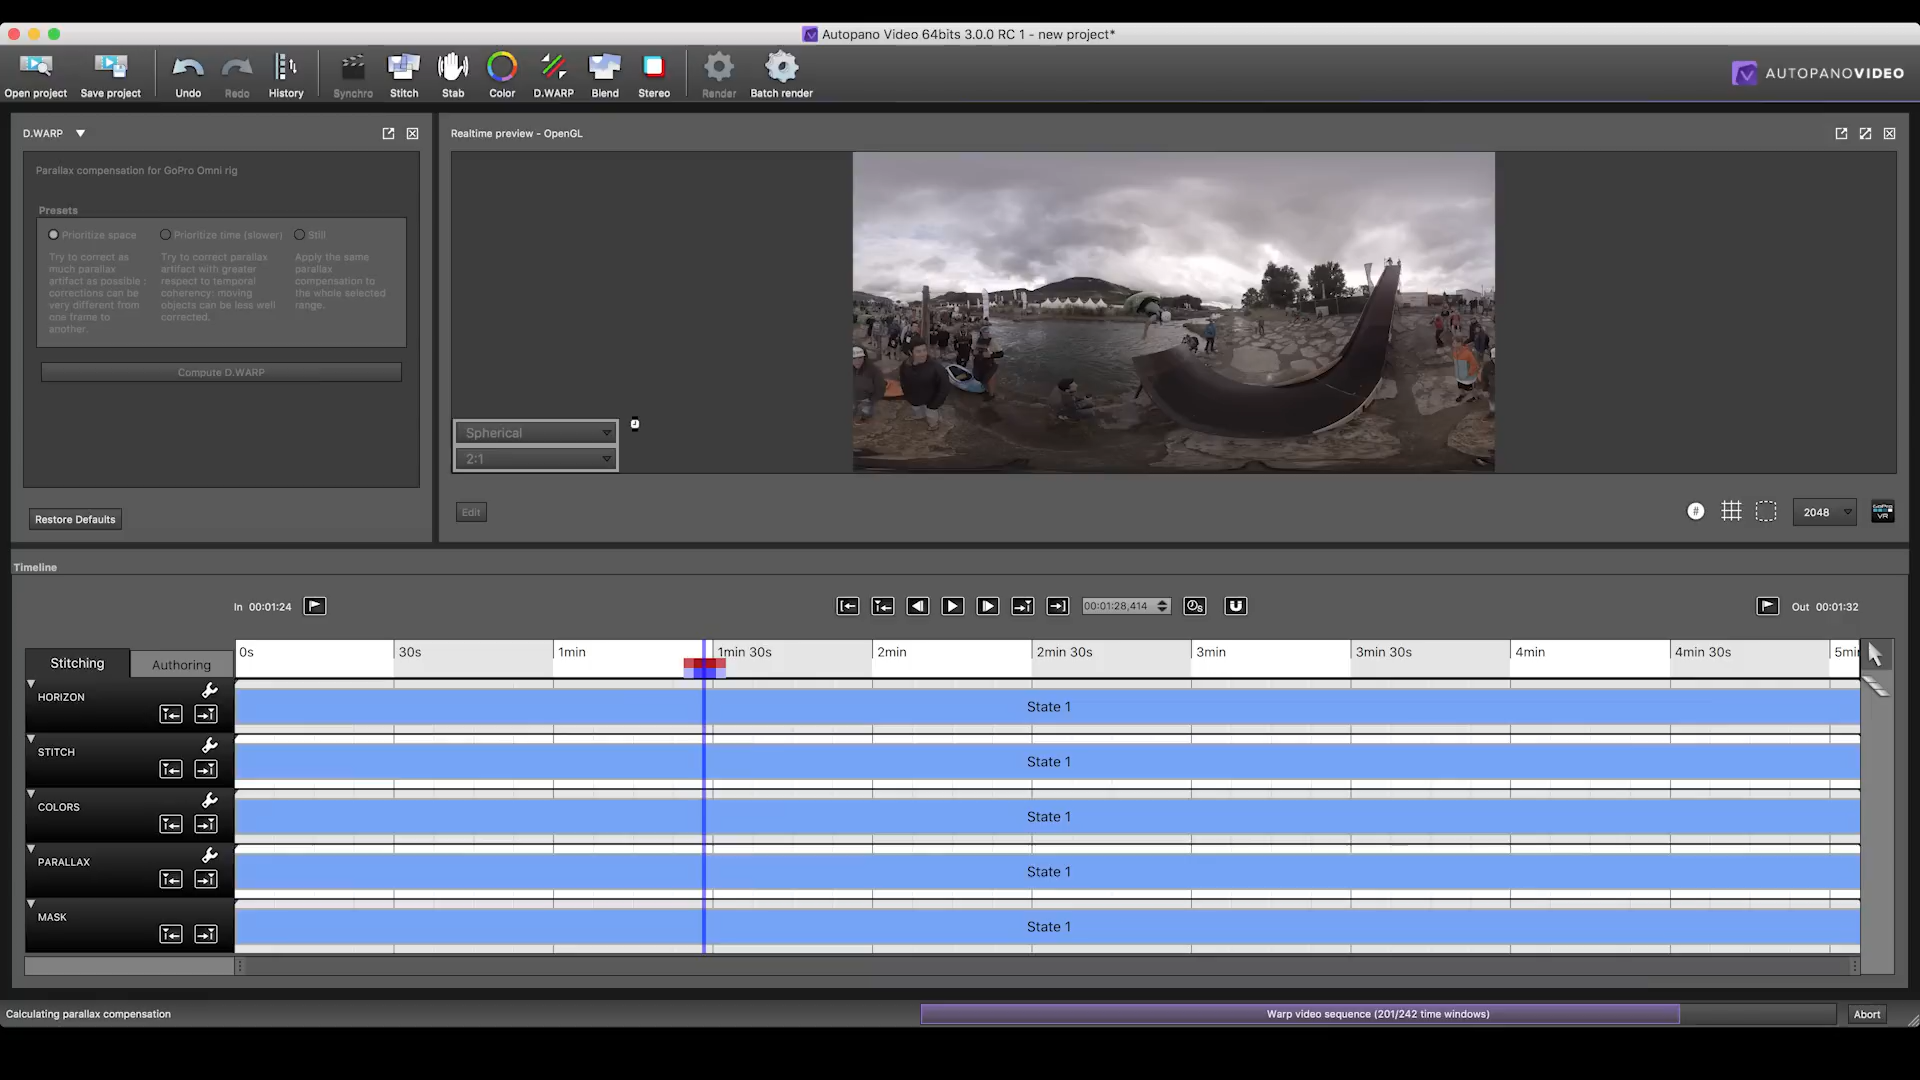 Autopano Video 64bits 3.0.0 RC 1 - new project*
Open project
Save project
Undo
Redo
History
Synchro
Stitch
Stab
Color
D.WARP
Blend
Stereo
Render
Batch render
AUTOPANOVIDEO
D.WARP
Parallax compensation for GoPro Omni rig
Presets
Prioritize space
Prioritize time (slower)
Still
Try to correct as
much parallax
artifact as possible :
corrections can be
very different from
one frame to
another.
Try to correct parallax
artifact with greater
respect to temporal
coherency: moving
objects can be less well
corrected.
Apply the same
parallax
compensation to
the whole selected
range.
Compute D.WARP
Restore Defaults
Realtime preview - OpenGL
Spherical
2:1
Edit
#
2048
GoPro
VR
Timeline
In 00:01:24
00:01:28,414
Out 00:01:32
Stitching
Authoring
0s
30s
1min
1min 30s
2min
2min 30s
3min
3min 30s
4min
4min 30s
5min
HORIZON
State 1
STITCH
State 1
COLORS
State 1
PARALLAX
State 1
MASK
State 1
Calculating parallax compensation
Warp video sequence (201/242 time windows)
Abort